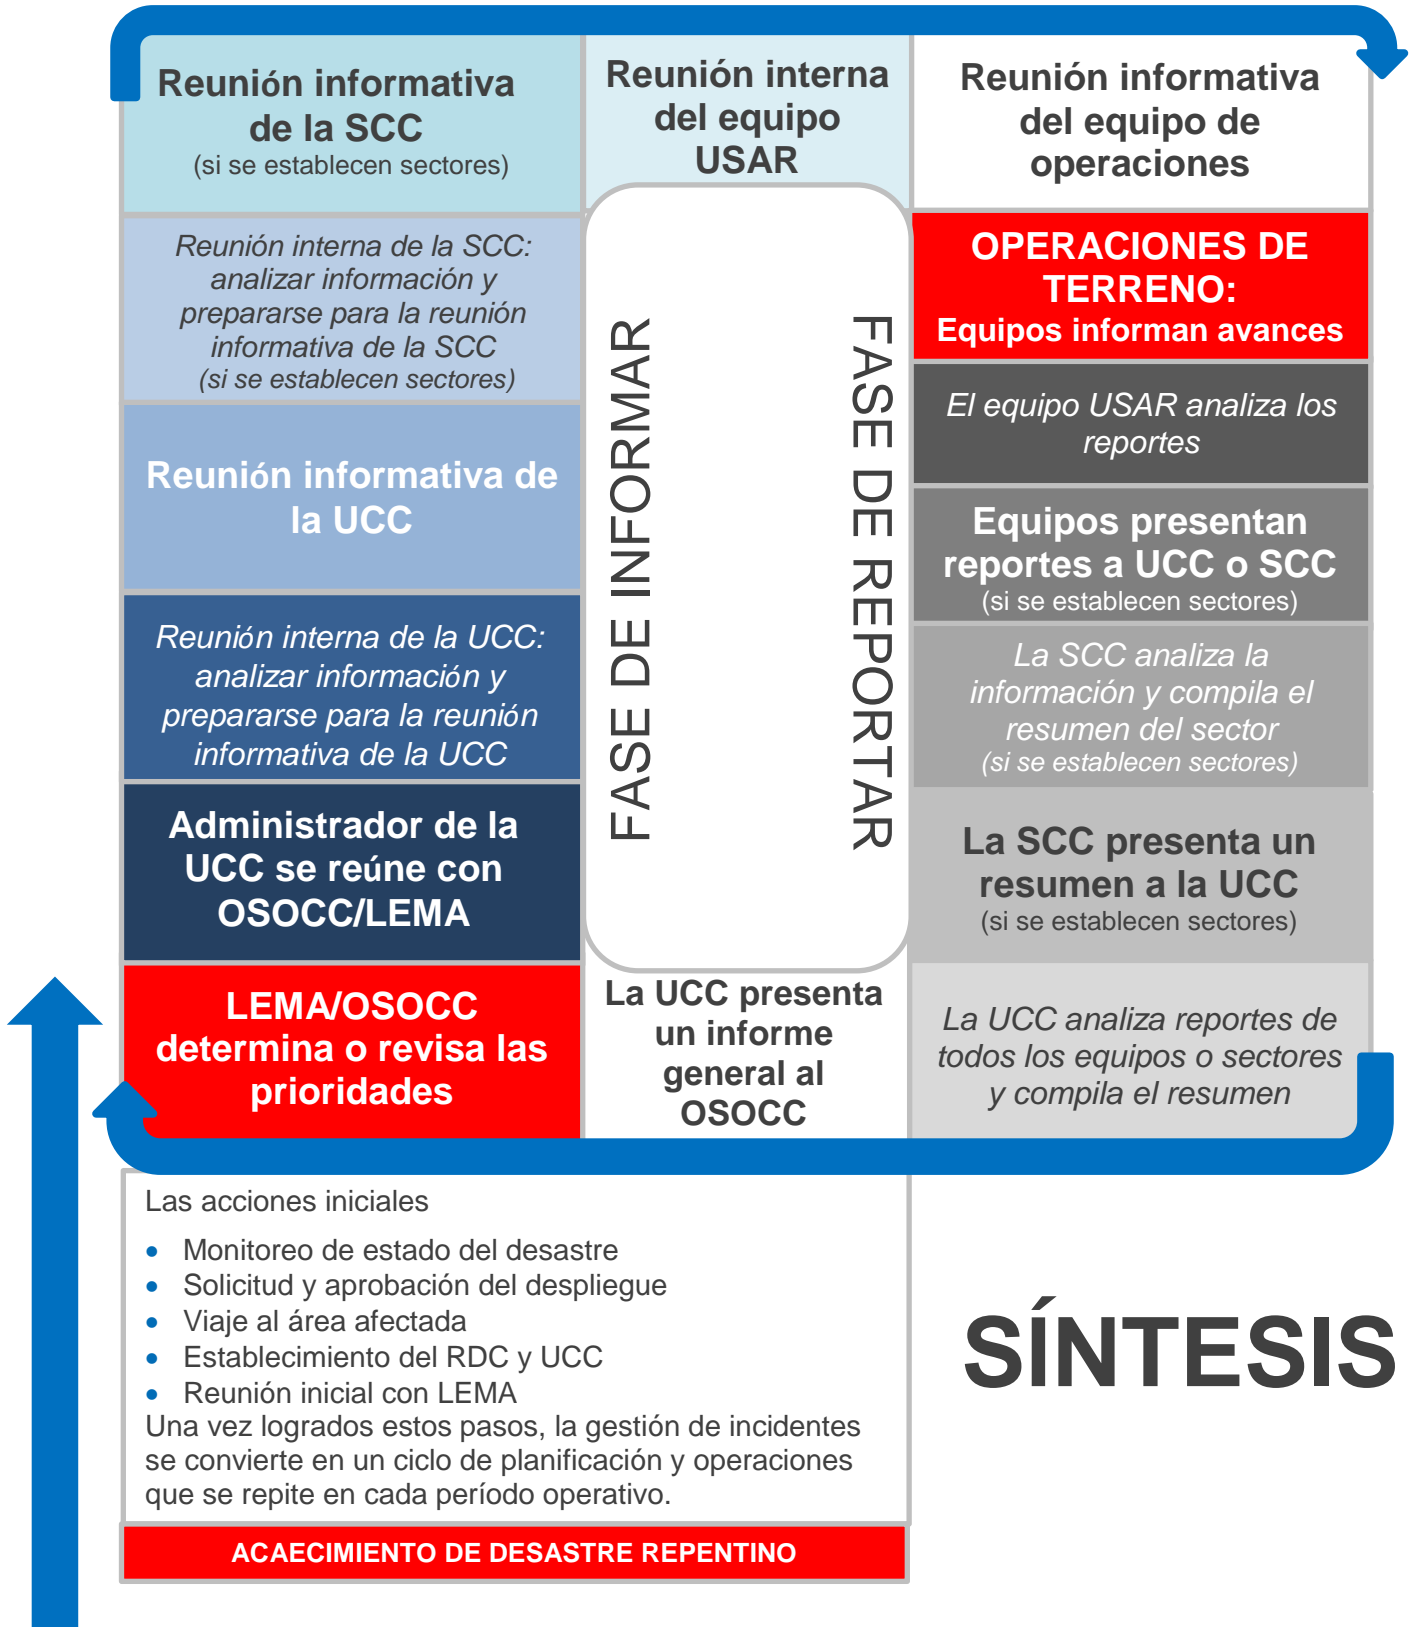 Reunión informativa
de la SCC
(si se establecen sectores)
Reunión interna
del equipo
USAR
Reunión informativa
del equipo de
operaciones
Reunión interna de la SCC:
analizar información y
prepararse para la reunión
informativa de la SCC
(si se establecen sectores)
Reunión informativa de
la UCC
Reunión interna de la UCC:
analizar información y
prepararse para la reunión
informativa de la UCC
Administrador de la
UCC se reúne con
OSOCC/LEMA
LEMA/OSOCC
determina o revisa las
prioridades
FASE DE INFORMAR
FASE DE REPORTAR
La UCC presenta
un informe
general al
OSOCC
OPERACIONES DE
TERRENO:
Equipos informan avances
El equipo USAR analiza los
reportes
Equipos presentan
reportes a UCC o SCC
(si se establecen sectores)
La SCC analiza la
información y compila el
resumen del sector
(si se establecen sectores)
La SCC presenta un
resumen a la UCC
(si se establecen sectores)
La UCC analiza reportes de
todos los equipos o sectores
y compila el resumen
Las acciones iniciales
• Monitoreo de estado del desastre
• Solicitud y aprobación del despliegue
• Viaje al área afectada
• Establecimiento del RDC y UCC
• Reunión inicial con LEMA
Una vez logrados estos pasos, la gestión de incidentes
se convierte en un ciclo de planificación y operaciones
que se repite en cada período operativo.
ACAECIMIENTO DE DESASTRE REPENTINO
SÍNTESIS